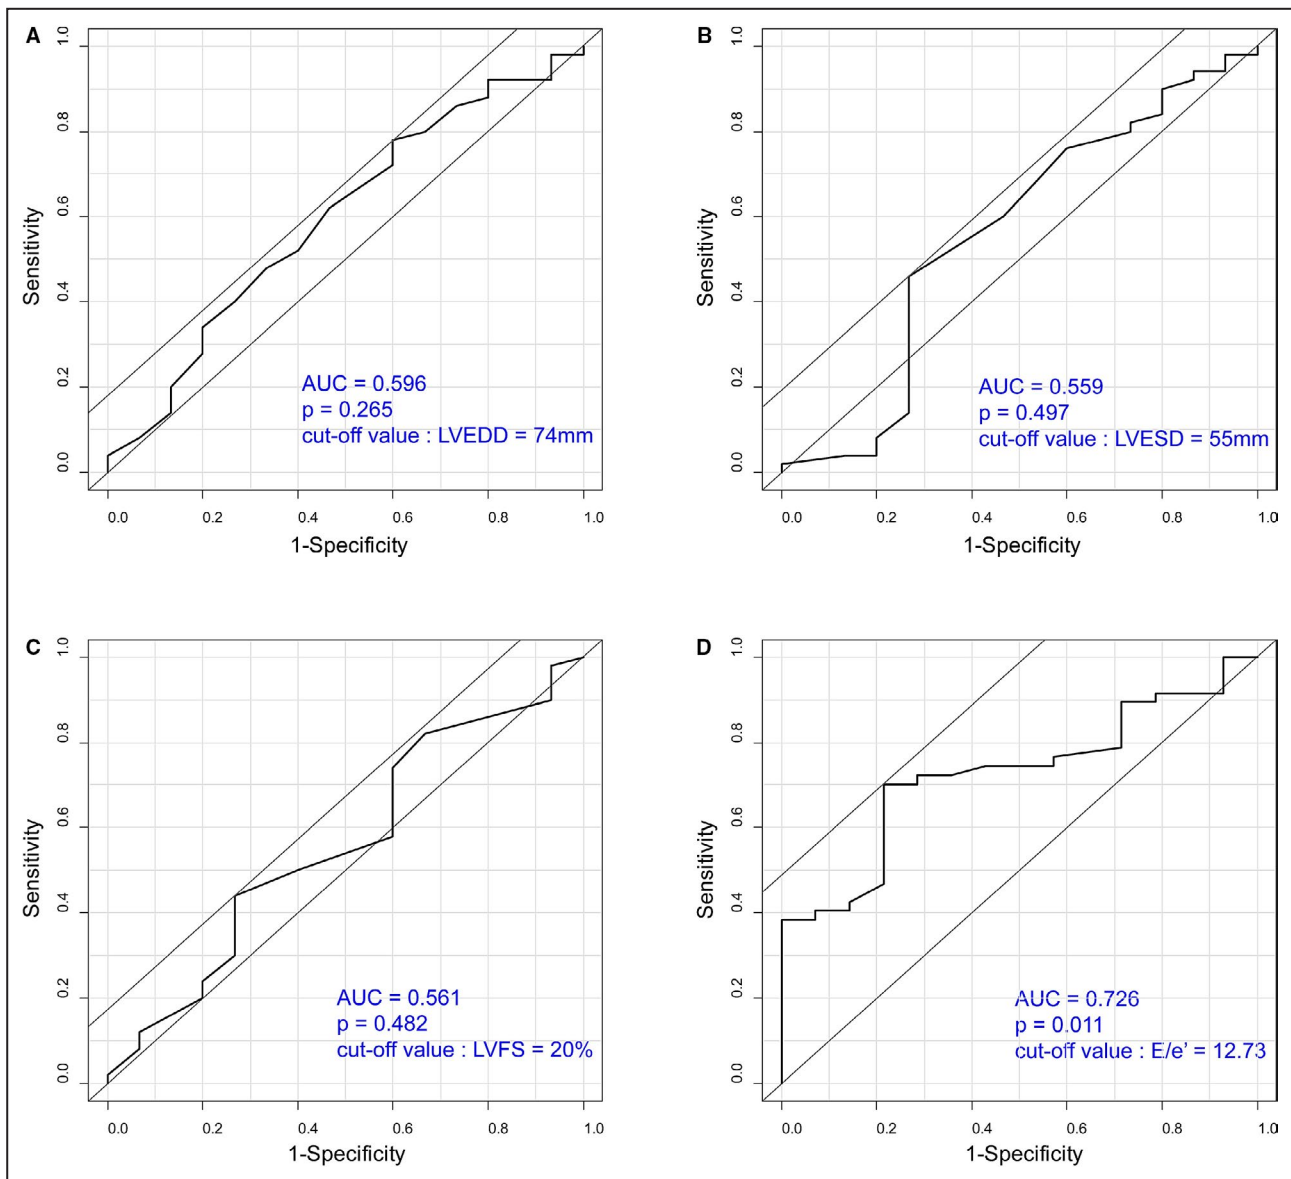 A
1.0
0.8
0.6
0.4
0.2
0.0
Sensitivity
AUC = 0.596
p = 0.265
cut-off value : LVEDD = 74mm
0.0 0.2 0.4 0.6 0.8 1.0
1-Specificity
B
1.0
0.8
0.6
0.4
0.2
0.0
Sensitivity
AUC = 0.559
p = 0.497
cut-off value : LVESD = 55mm
0.0 0.2 0.4 0.6 0.8 1.0
1-Specificity
C
1.0
0.8
0.6
0.4
0.2
0.0
Sensitivity
AUC = 0.561
p = 0.482
cut-off value : LVFS = 20%
0.0 0.2 0.4 0.6 0.8 1.0
1-Specificity
D
1.0
0.8
0.6
0.4
0.2
0.0
Sensitivity
AUC = 0.726
p = 0.011
cut-off value : E/e’ = 12.73
0.0 0.2 0.4 0.6 0.8 1.0
1-Specificity